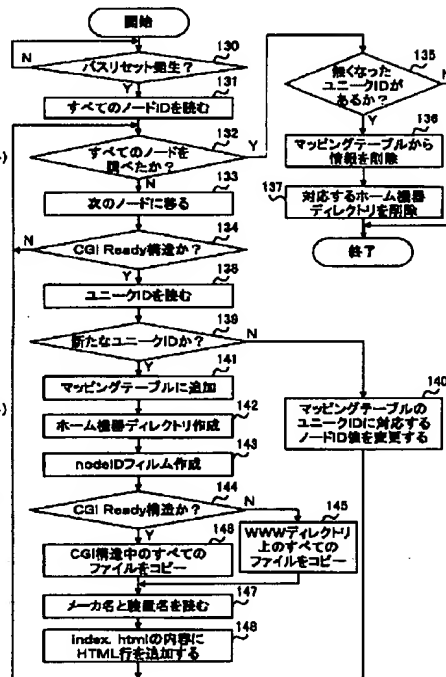 開始
130
バスリセット発生?
N
Y
131
すべてのノードIDを読む
132
すべてのノードを
調べたか?
Y
N
133
次のノードに移る
134
CGI Ready構造か?
N
Y
138
ユニークIDを読む
139
新たなユニークIDか?
N
Y
141
マッピングテーブルに追加
142
ホーム機器ディレクトリ作成
143
nodeIDフィルム作成
144
CGI Ready構造か?
N
Y
146
CGI構造中のすべての
ファイルをコピー
145
WWWディレクトリ
上のすべての
ファイルをコピー
147
メーカ名と装置名を読む
148
index. htmlの内容に
HTML行を追加する
140
マッピングテーブルの
ユニークIDに対応する
ノードID値を変更する
135
無くなった
ユニークIDが
あるか?
N
Y
136
マッピングテーブルから
情報を削除
137
対応するホーム機器
ディレクトリを削除
終了